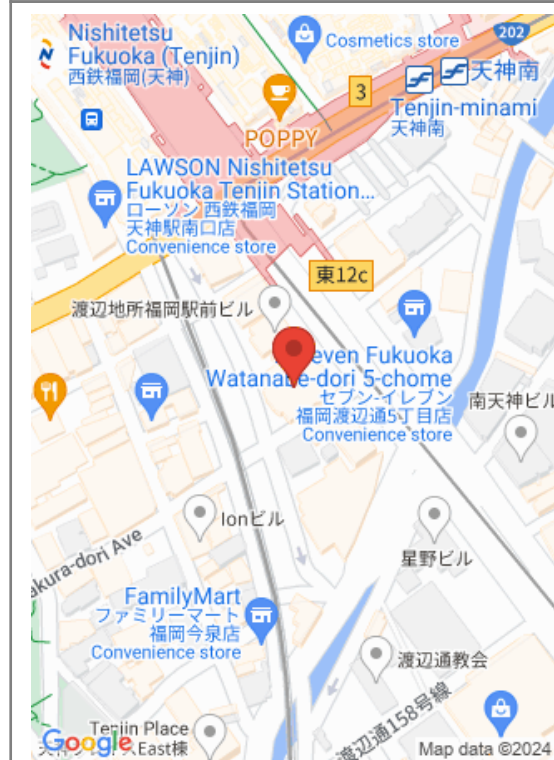 Nishitetsu
Fukuoka (Tenjin)
西鉄福岡(天神)
Cosmetics store
202
3
天神南
Tenjin-minami
天神南
POPPY
LAWSON Nishitetsu
Fukuoka Tenjin Station...
ローソン 西鉄福岡
天神駅南口店
Convenience store
東12c
渡辺地所福岡駅前ビル
even Fukuoka
Watanabe-dori 5-chome
セブン-イレブン
福岡渡辺通5丁目店
Convenience store
南天神ビル
Ionビル
akura-dori Ave
星野ビル
FamilyMart
ファミリーマート
福岡今泉店
Convenience store
渡辺通教会
渡辺通158号線
Tenjin Place
East棟
Google
Map data ©2024